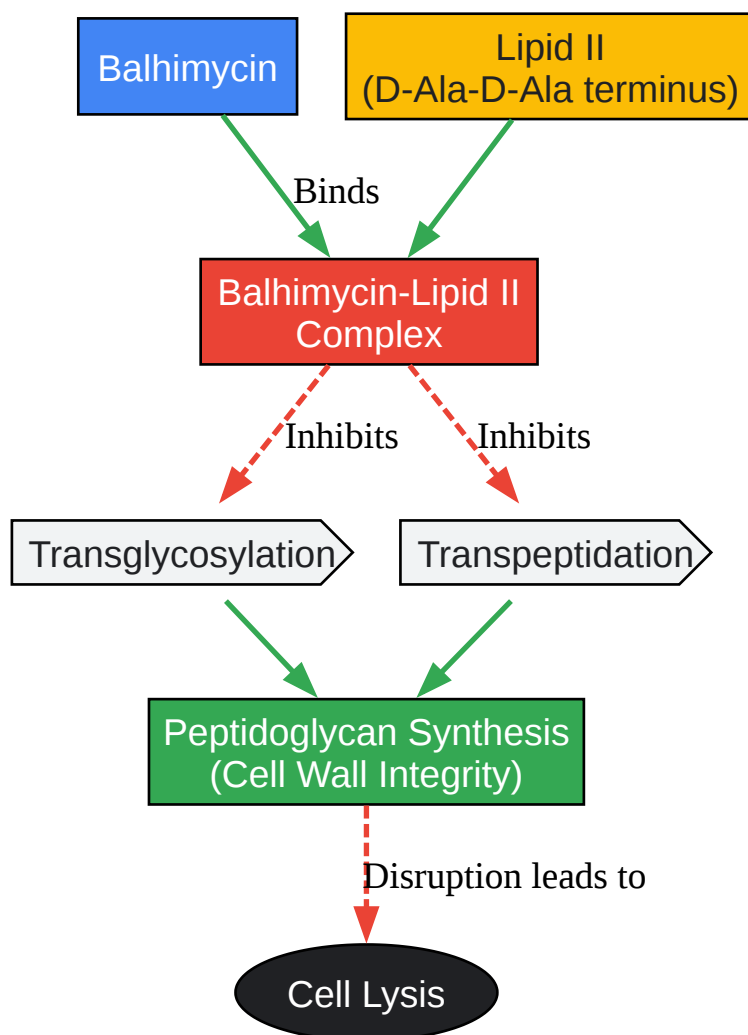 Balhimycin
Lipid II
(D-Ala-D-Ala terminus)
Binds
Balhimycin-Lipid II
Complex
Inhibits
Inhibits
Transglycosylation
Transpeptidation
Peptidoglycan Synthesis
(Cell Wall Integrity)
Disruption leads to
Cell Lysis